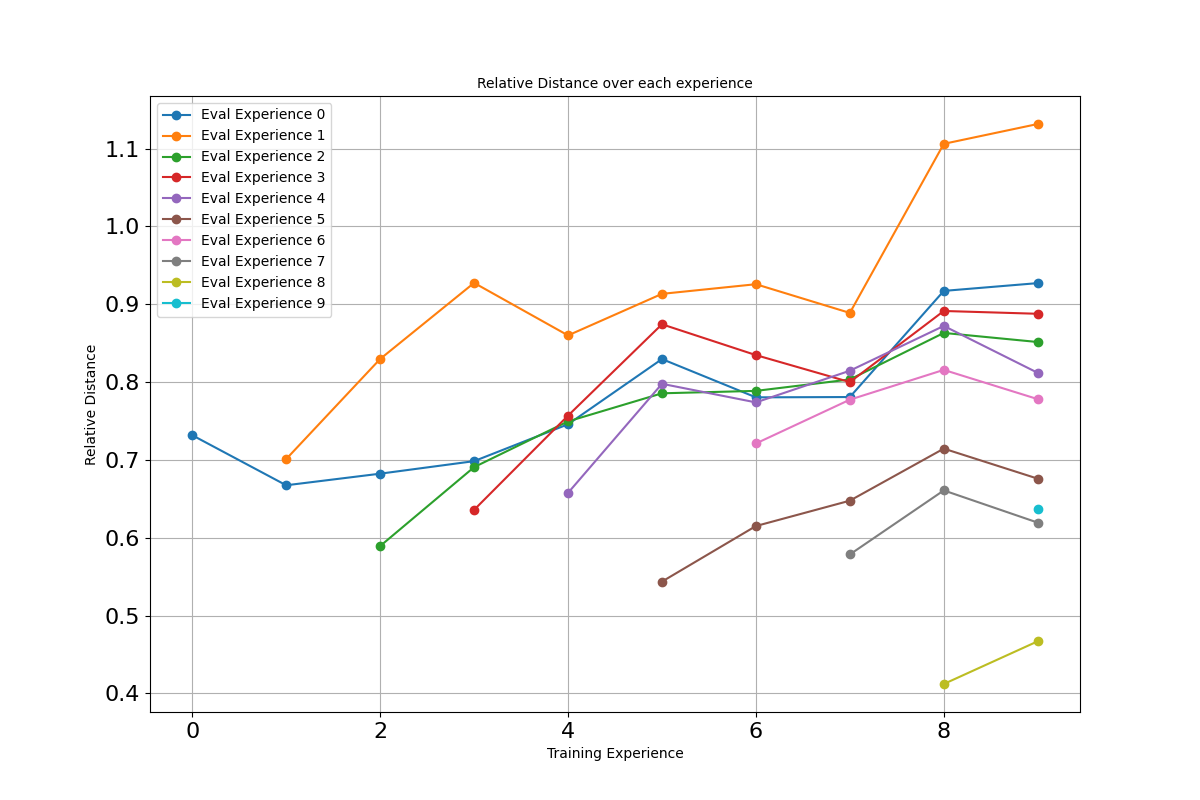 Relative Distance over each experience
Eval Experience 0
Eval Experience 1
Eval Experience 2
Eval Experience 3
Eval Experience 4
Eval Experience 5
Eval Experience 6
Eval Experience 7
Eval Experience 8
Eval Experience 9
1.1
1.0
0.9
0.8
0.7
0.6
0.5
0.4
Relative Distance
0 2 4 6 8
Training Experience